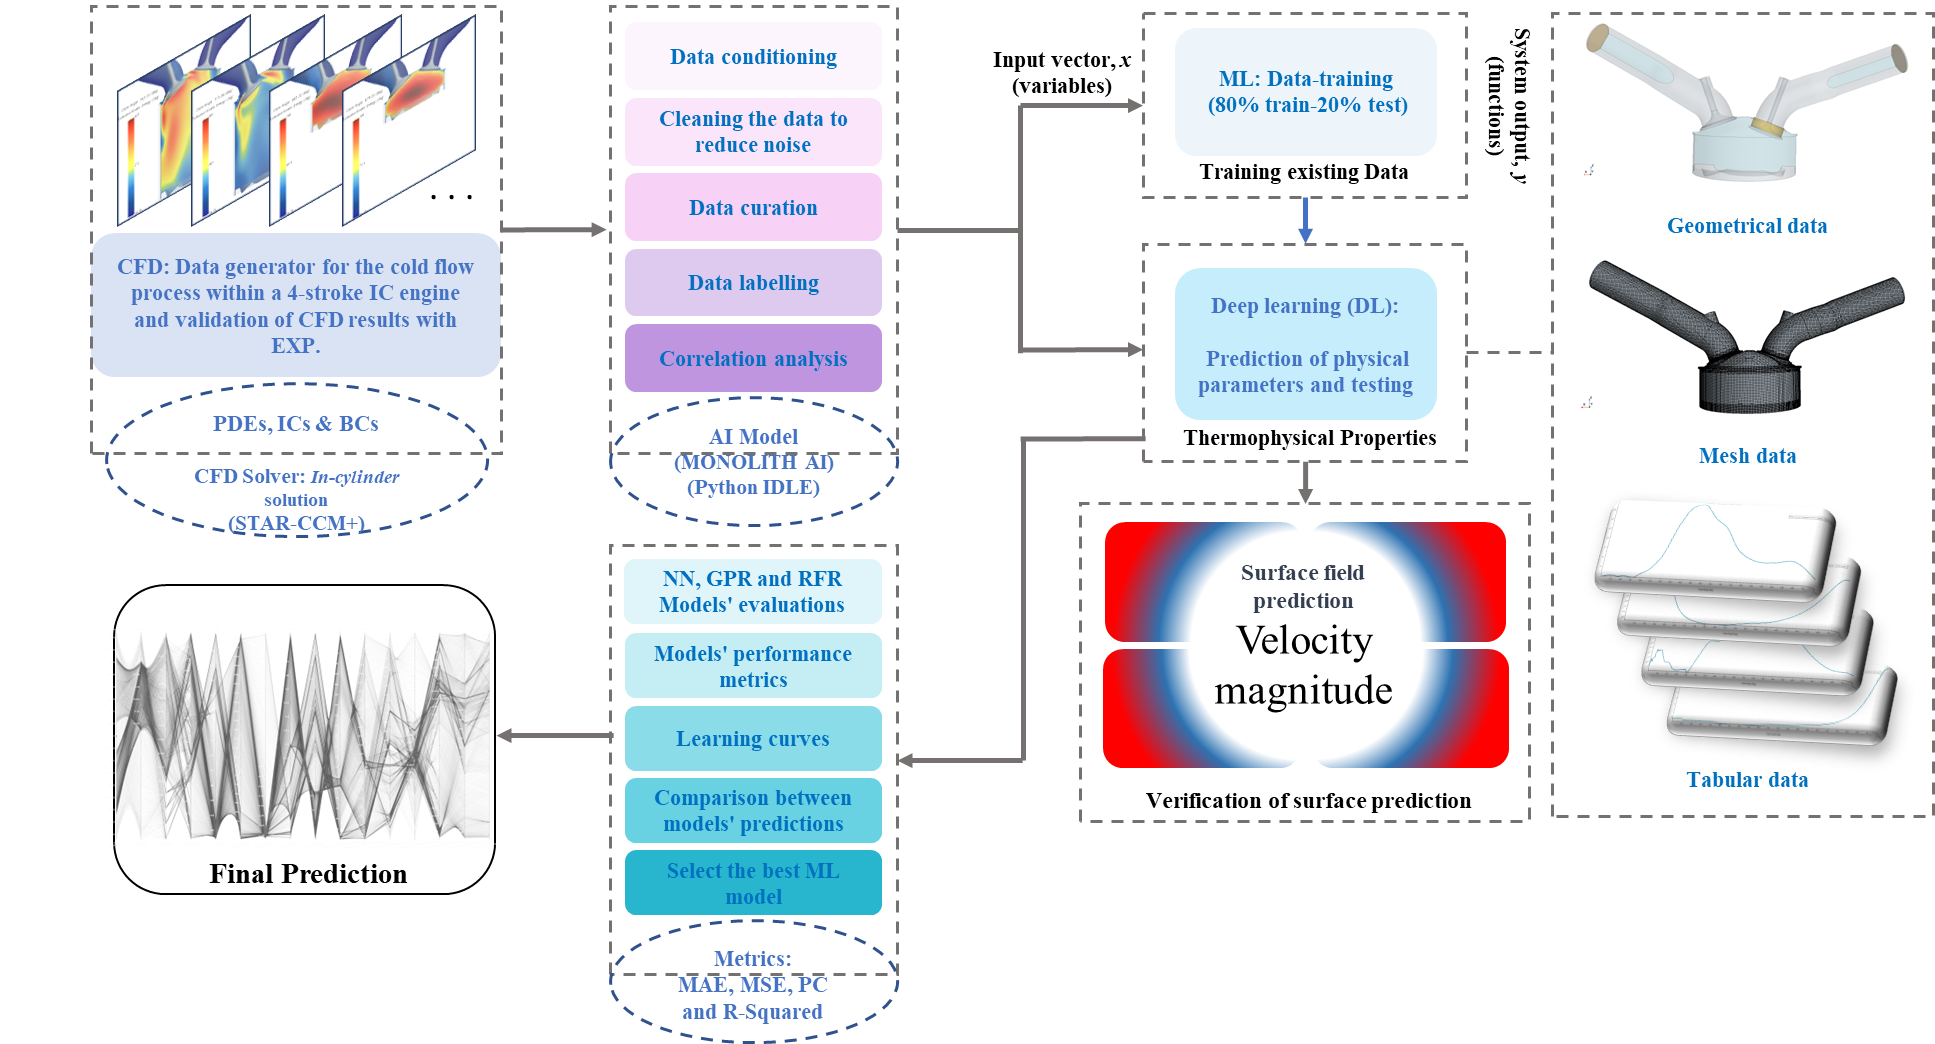 . . .
CFD: Data generator for the cold flow
process within a 4-stroke IC engine
and validation of CFD results with
EXP.
PDEs, ICs & BCs
CFD Solver: In-cylinder
solution
(STAR-CCM+)
Data conditioning
Cleaning the data to
reduce noise
Data curation
Data labelling
Correlation analysis
AI Model
(MONOLITH AI)
(Python IDLE)
Input vector, x
(variables)
ML: Data-training
(80% train-20% test)
Training existing Data
Deep learning (DL):
Prediction of physical
parameters and testing
Thermophysical Properties
System output, y
(functions)
Geometrical data
Mesh data
Tabular data
Surface field
prediction
Velocity
magnitude
Verification of surface prediction
NN, GPR and RFR
Models' evaluations
Models' performance
metrics
Learning curves
Comparison between
models' predictions
Select the best ML
model
Metrics:
MAE, MSE, PC
and R-Squared
Final Prediction